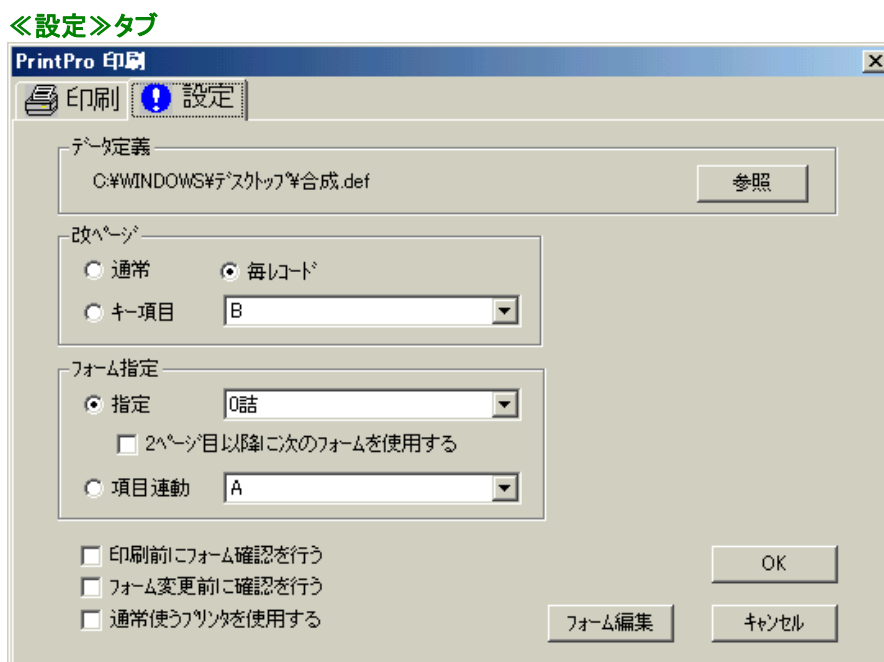 ≪設定≫タブ
PrintPro 印刷
印刷 設定
ﾃﾞｰﾀ定義
C:¥WINDOWS¥ﾃﾞｽｸﾄｯﾌﾟ¥合成.def 参照
改ﾍﾟｰｼﾞ
通常 毎ﾚｺｰﾄﾞ
ｷｰ項目 B
ﾌｫｰﾑ指定
指定 0詰
2ﾍﾟｰｼﾞ目以降に次のﾌｫｰﾑを使用する
項目連動 A
印刷前にﾌｫｰﾑ確認を行う
ﾌｫｰﾑ変更前に確認を行う
通常使うﾌﾟﾘﾝﾀを使用する
OK
ﾌｫｰﾑ編集 ｷｬﾝｾﾙ